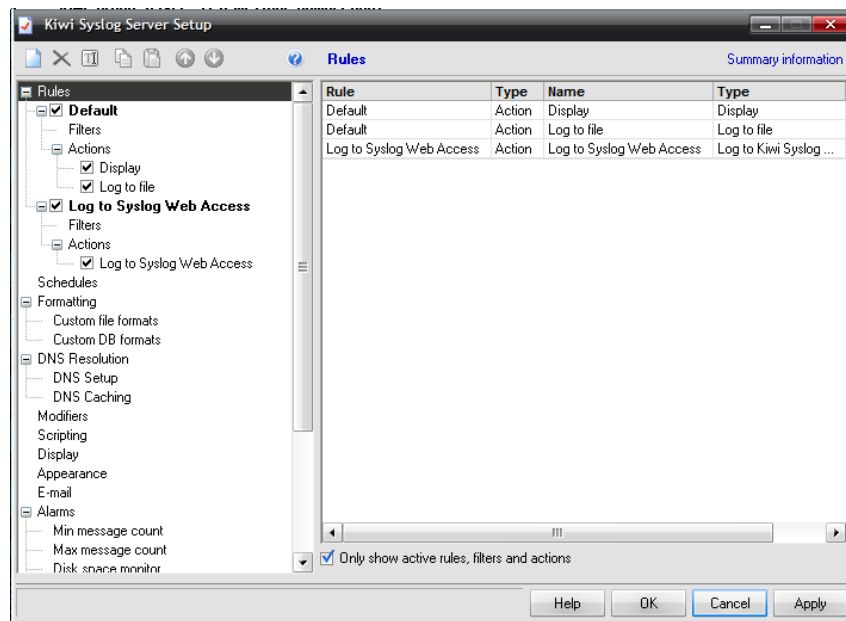 Kiwi Syslog Server Setup
Rules
Summary information
Rules
Default
Filters
Actions
Display
Log to file
Log to Syslog Web Access
Filters
Actions
Log to Syslog Web Access
Schedules
Formatting
Custom file formats
Custom DB formats
DNS Resolution
DNS Setup
DNS Caching
Modifiers
Scripting
Display
Appearance
E-mail
Alarms
Min message count
Max message count
Disk space monitor
Rule Type Name Type
Default Action Display Display
Default Action Log to file Log to file
Log to Syslog Web Access Action Log to Syslog Web Access Log to Kiwi Syslog ...
Only show active rules, filters and actions
Help OK Cancel Apply